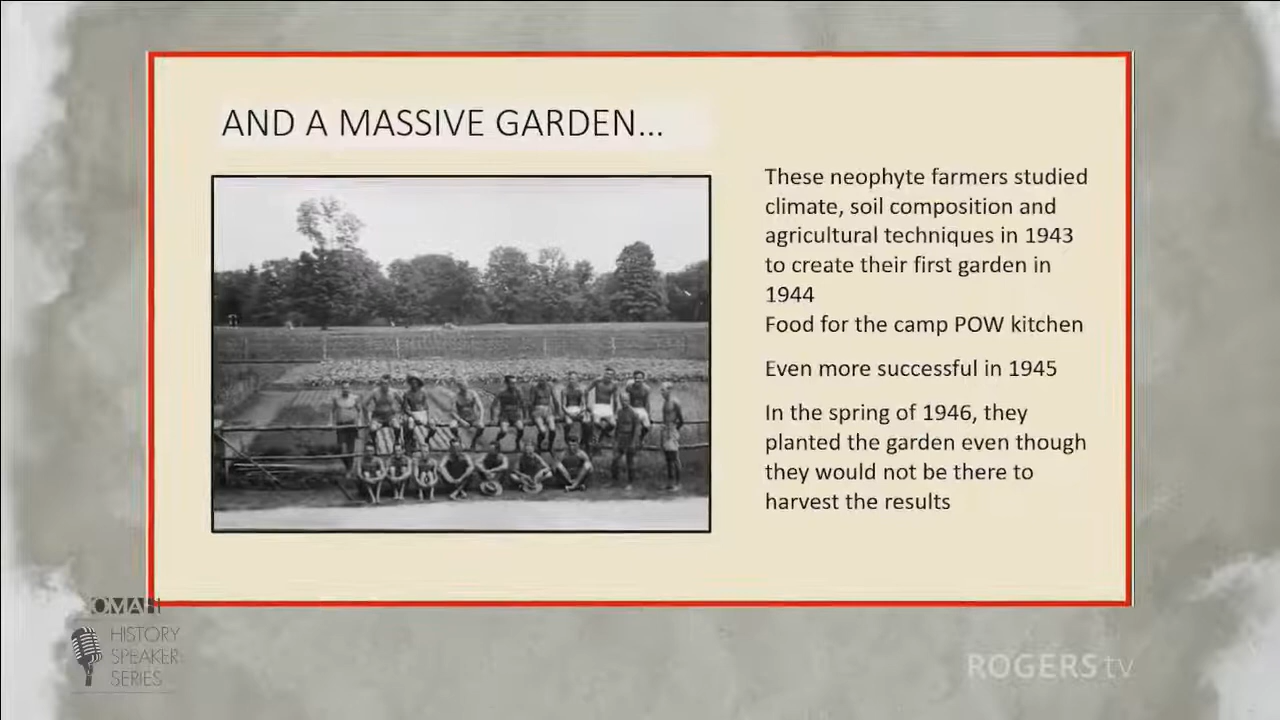 AND A MASSIVE GARDEN...
These neophyte farmers studied
climate, soil composition and
agricultural techniques in 1943
to create their first garden in
1944
Food for the camp POW kitchen
Even more successful in 1945
In the spring of 1946, they
planted the garden even though
they would not be there to
harvest the results
OMAH
HISTORY
SPEAKER
SERIES
ROGERS tv